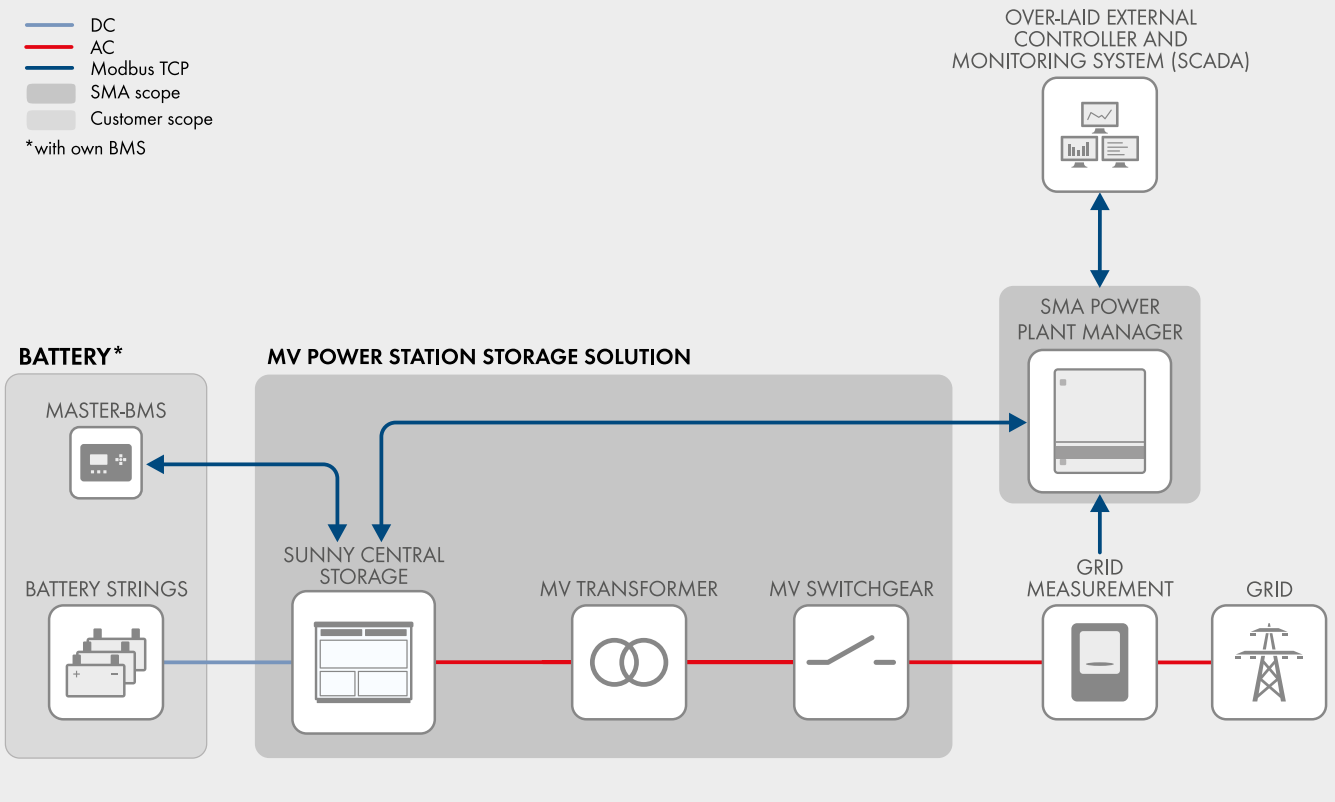 DC
AC
Modbus TCP
SMA scope
Customer scope
*with own BMS
OVER-LAID EXTERNAL
CONTROLLER AND
MONITORING SYSTEM (SCADA)
SMA POWER
PLANT MANAGER
BATTERY*
MV POWER STATION STORAGE SOLUTION
MASTER-BMS
SUNNY CENTRAL
STORAGE
BATTERY STRINGS
MV TRANSFORMER
MV SWITCHGEAR
GRID
MEASUREMENT
GRID